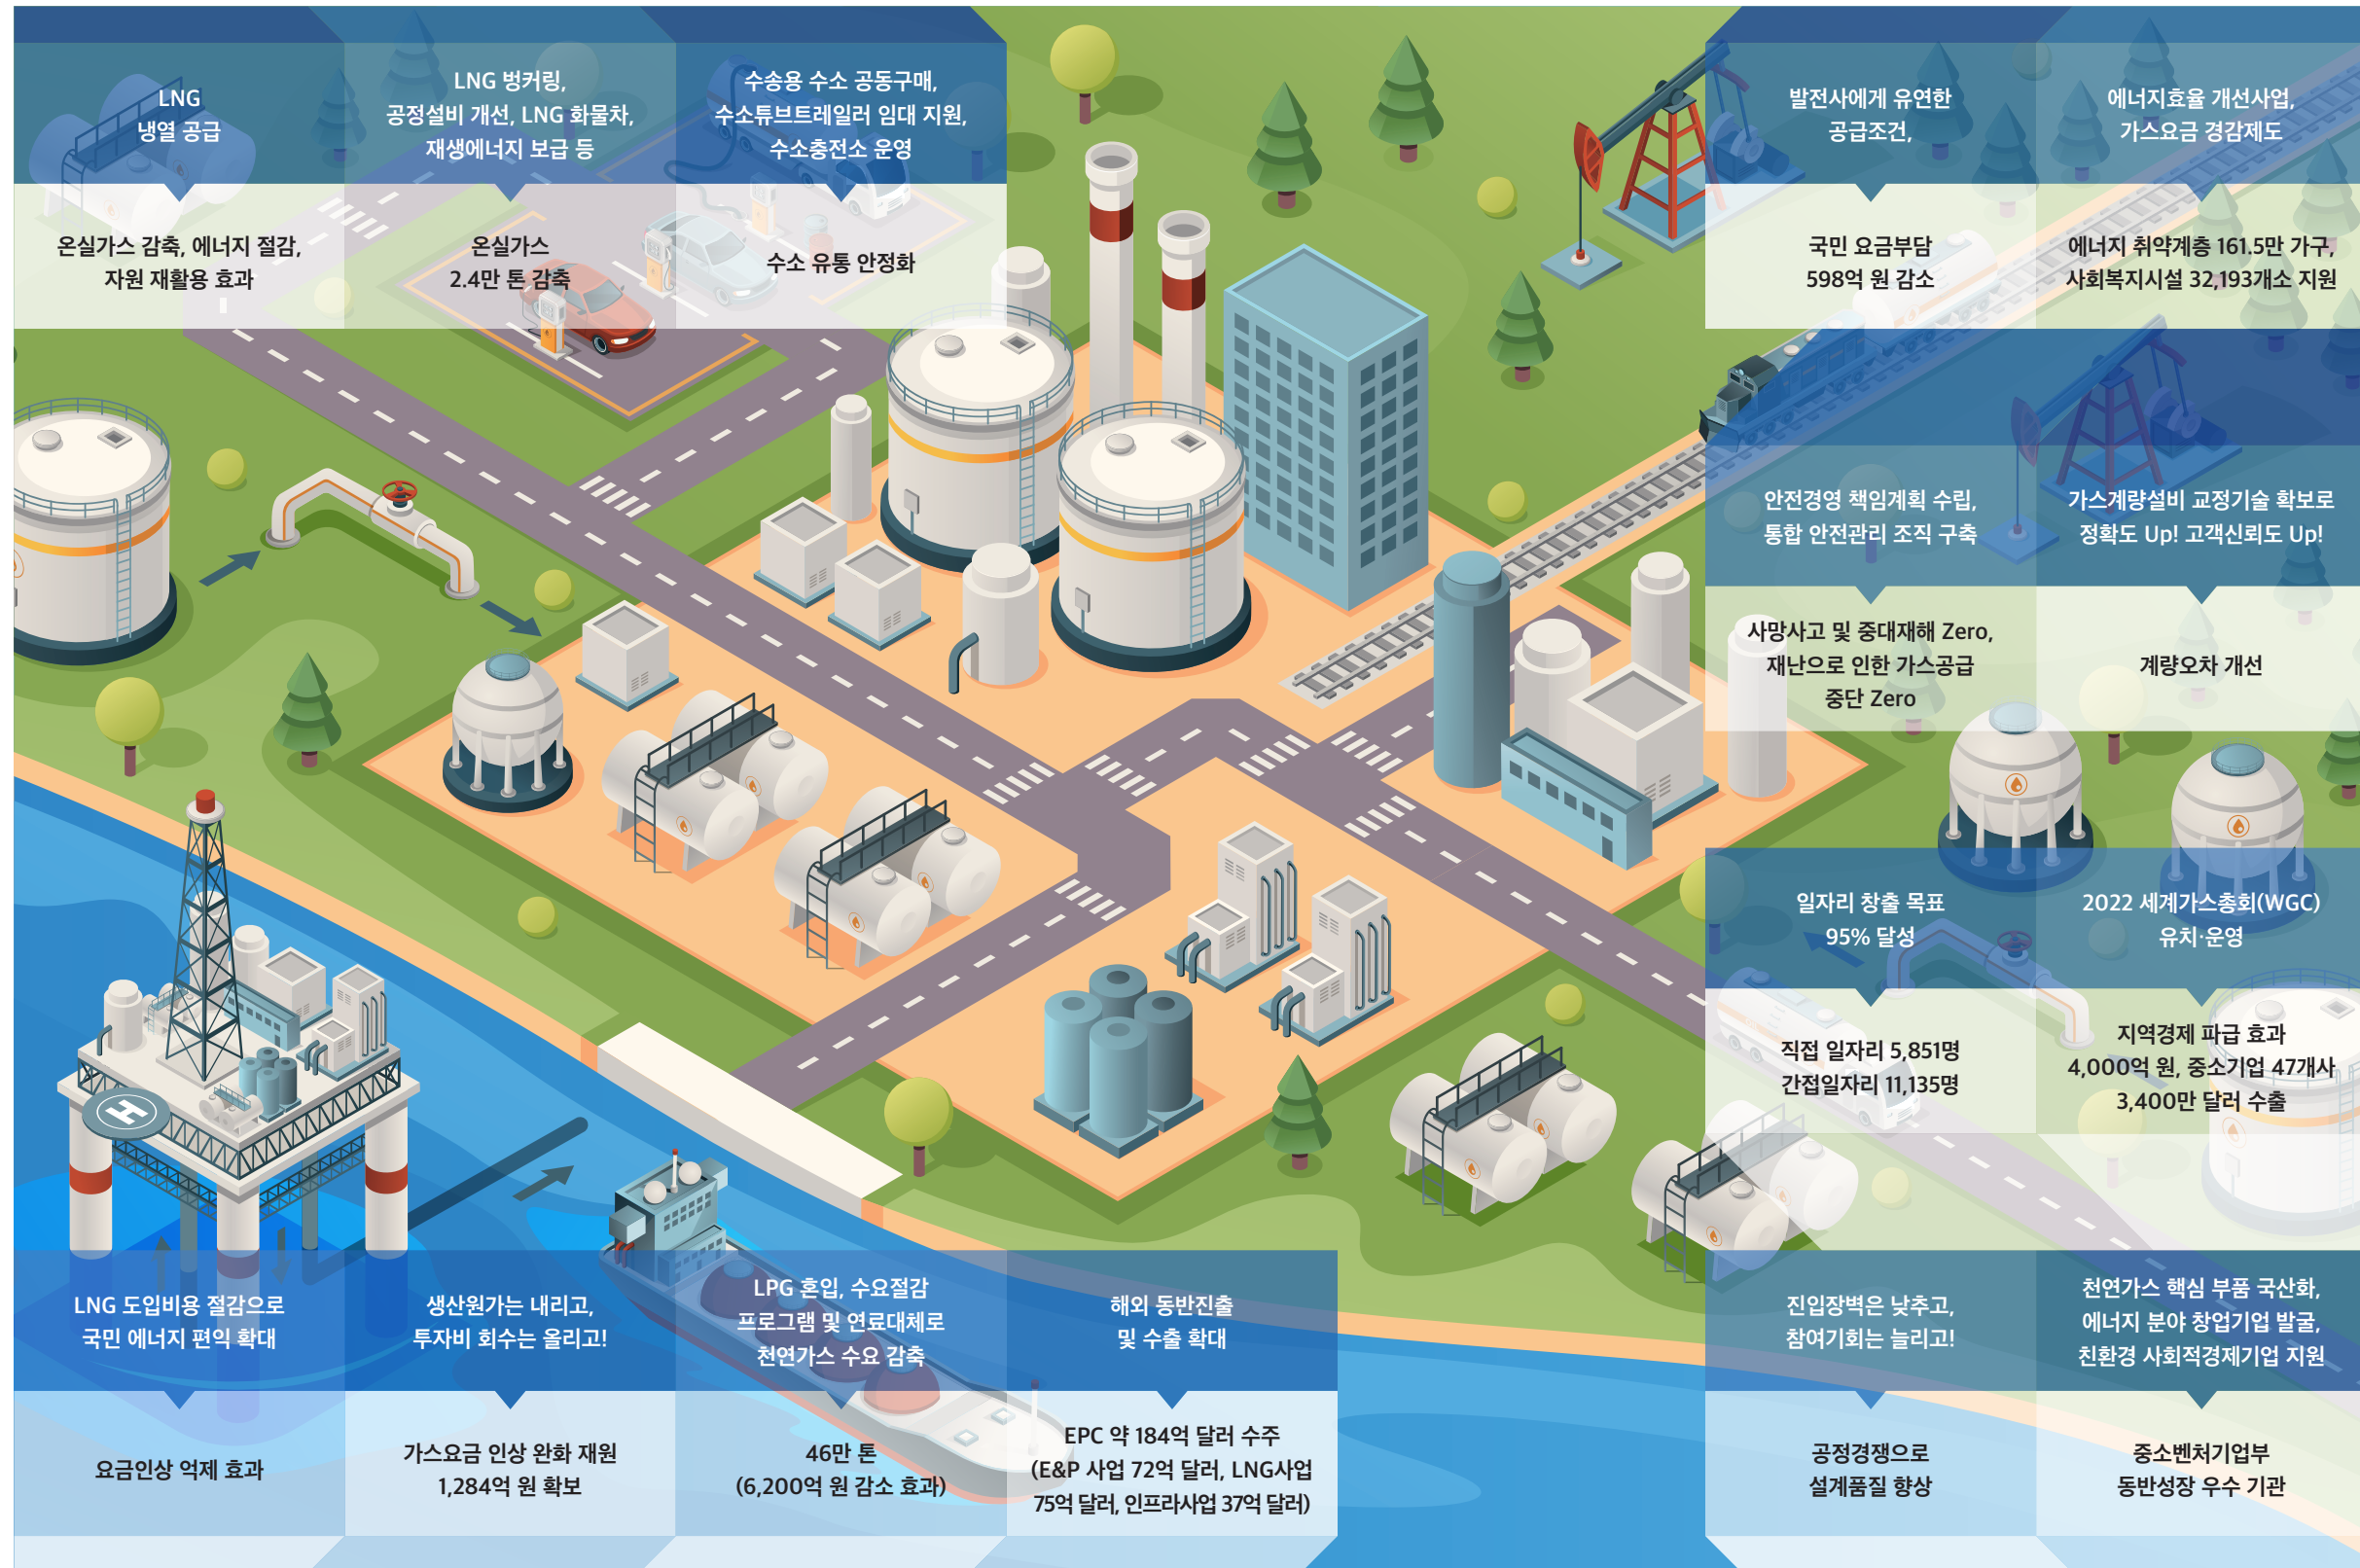 LNG
냉열 공급
온실가스 감축, 에너지 절감,
자원 재활용 효과
LNG 벙커링,
공정설비 개선, LNG 화물차,
재생에너지 보급 등
온실가스
2.4만 톤 감축
수송용 수소 공동구매,
수소튜브트레일러 임대 지원,
수소충전소 운영
수소 유통 안정화
발전사에게 유연한
공급조건,
국민 요금부담
598억 원 감소
에너지효율 개선사업,
가스요금 경감제도
에너지 취약계층 161.5만 가구,
사회복지시설 32,193개소 지원
안전경영 책임계획 수립,
통합 안전관리 조직 구축
사망사고 및 중대재해 Zero,
재난으로 인한 가스공급
중단 Zero
가스계량설비 교정기술 확보로
정확도 Up! 고객신뢰도 Up!
계량오차 개선
일자리 창출 목표
95% 달성
직접 일자리 5,851명
간접일자리 11,135명
2022 세계가스총회(WGC)
유치·운영
지역경제 파급 효과
4,000억 원, 중소기업 47개사
3,400만 달러 수출
H
LNG 도입비용 절감으로
국민 에너지 편익 확대
요금인상 억제 효과
생산원가는 내리고,
투자비 회수는 올리고!
가스요금 인상 완화 재원
1,284억 원 확보
LPG 혼입, 수요절감
프로그램 및 연료대체로
천연가스 수요 감축
46만 톤
(6,200억 원 감소 효과)
해외 동반진출
및 수출 확대
EPC 약 184억 달러 수주
(E&P 사업 72억 달러, LNG사업
75억 달러, 인프라사업 37억 달러)
진입장벽은 낮추고,
참여기회는 늘리고!
공정경쟁으로
설계품질 향상
천연가스 핵심 부품 국산화,
에너지 분야 창업기업 발굴,
친환경 사회적경제기업 지원
중소벤처기업부
동반성장 우수 기관